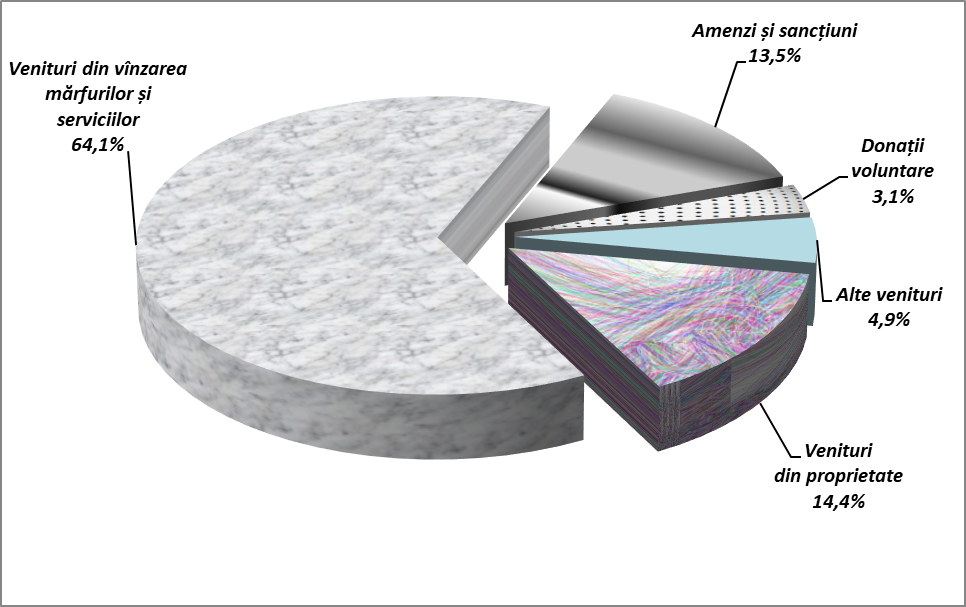 Venituri din vînzarea
mărfurilor și
serviciilor
64,1%
Amenzi și sancțiuni
13,5%
Donații
voluntare
3,1%
Alte venituri
4,9%
Venituri
din proprietate
14,4%